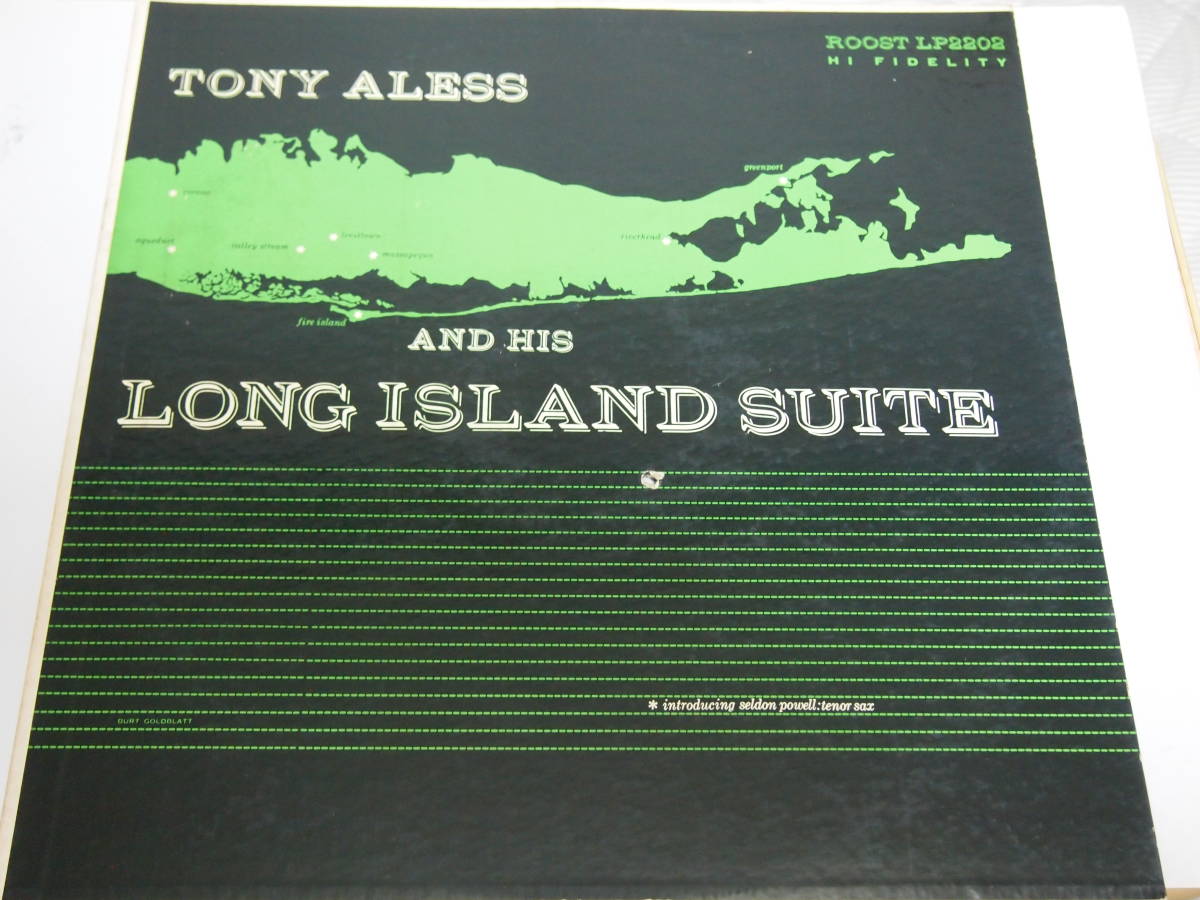 ROOST LP2202
HI FIDELITY
TONY ALESS
greenport
aqueduct
valley stream
levittown
massapequa
riverhead
fire island
AND HIS
LONG ISLAND SUITE
* introducing seldon powell:tenor sax
BURT GOLDBLATT